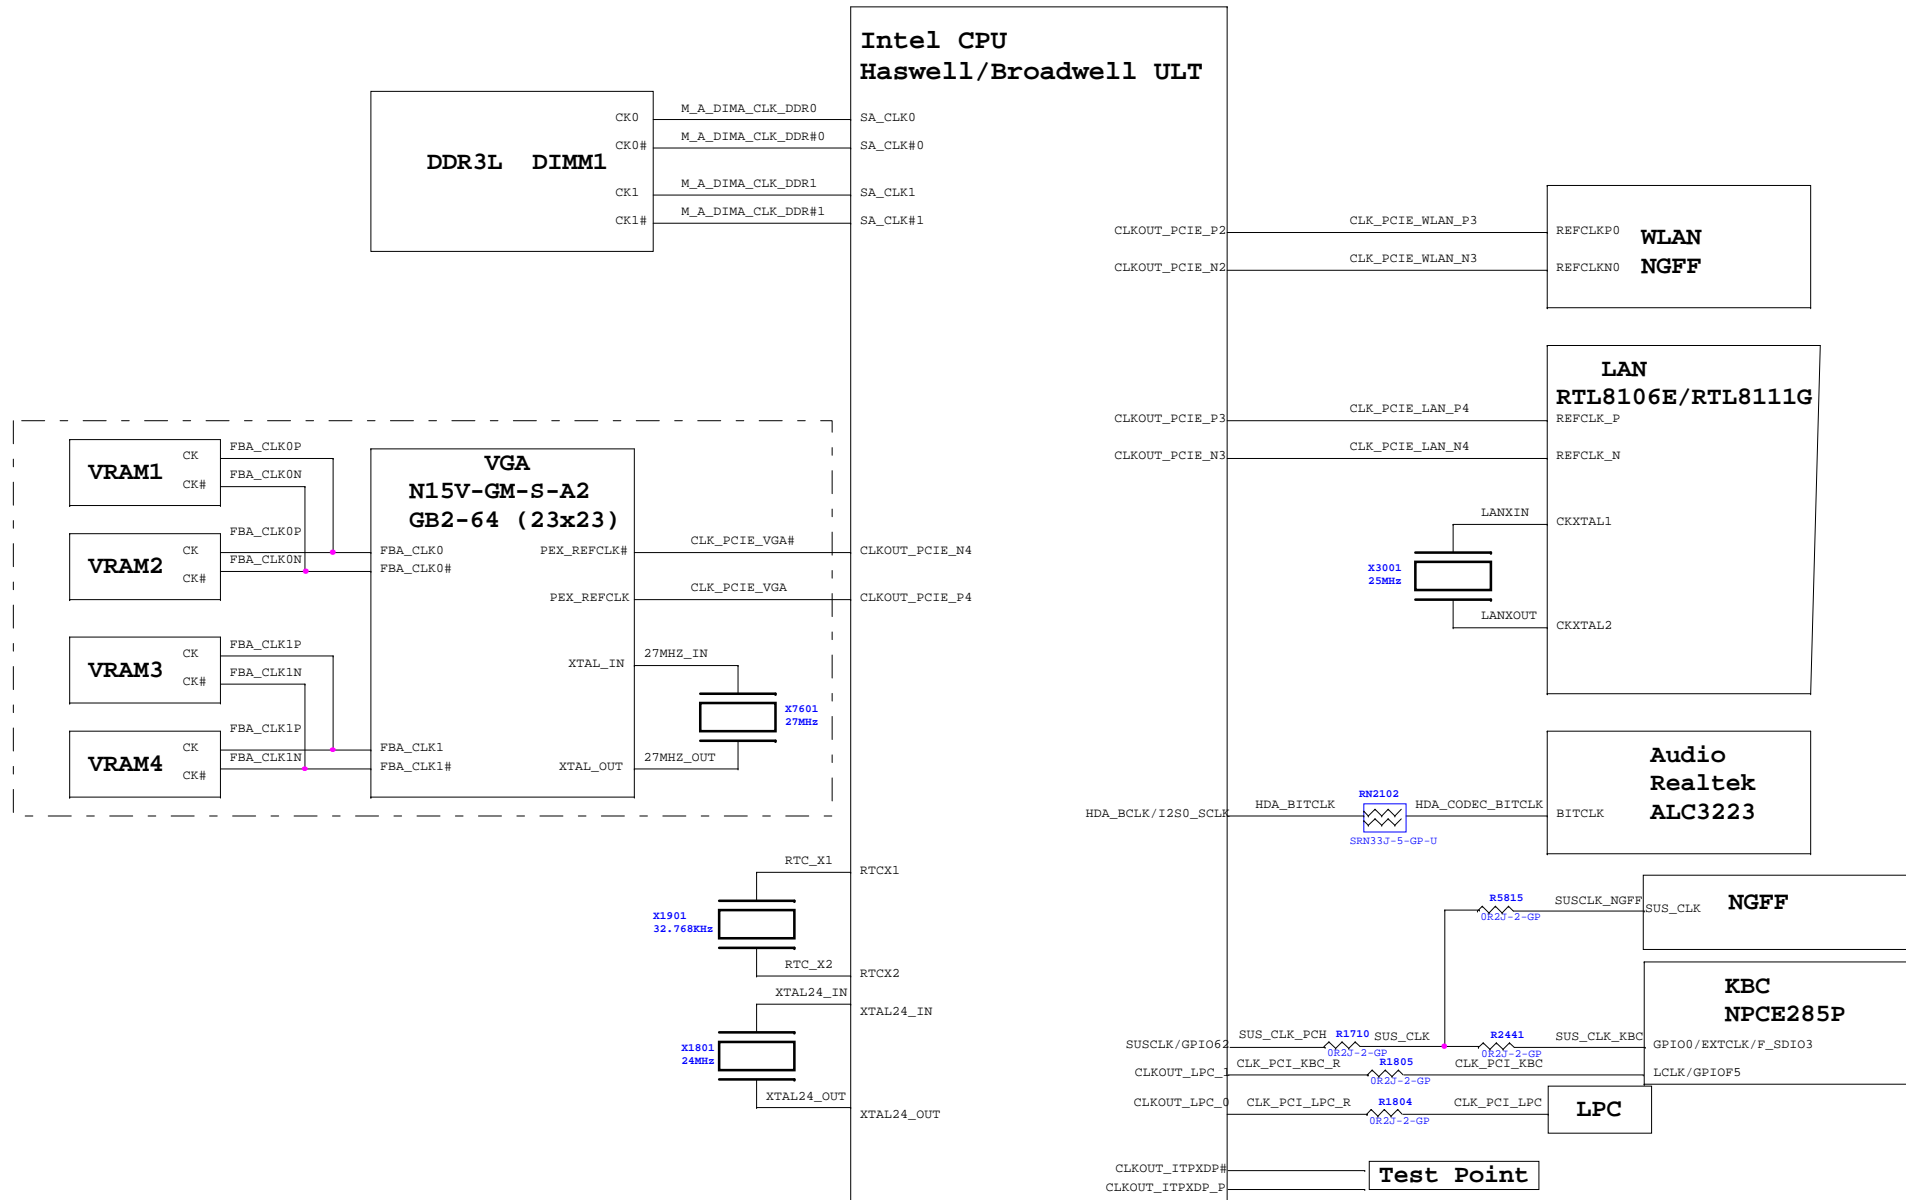 Intel CPU
Haswell/Broadwell ULT
DDR3L DIMM1
CK0
CK0#
CK1
CK1#
M_A_DIMA_CLK_DDR0
M_A_DIMA_CLK_DDR#0
M_A_DIMA_CLK_DDR1
M_A_DIMA_CLK_DDR#1
SA_CLK0
SA_CLK#0
SA_CLK1
SA_CLK#1
CLKOUT_PCIE_P2
CLKOUT_PCIE_N2
CLK_PCIE_WLAN_P3
CLK_PCIE_WLAN_N3
REFCLKP0
REFCLKN0
WLAN
NGFF
LAN
RTL8106E/RTL8111G
CLKOUT_PCIE_P3
CLKOUT_PCIE_N3
CLK_PCIE_LAN_P4
CLK_PCIE_LAN_N4
REFCLK_P
REFCLK_N
LANXIN
CKXTAL1
X3001
25MHz
LANXOUT
CKXTAL2
VRAM1
CK
CK#
FBA_CLK0P
FBA_CLK0N
VRAM2
CK
CK#
FBA_CLK0P
FBA_CLK0N
VRAM3
CK
CK#
FBA_CLK1P
FBA_CLK1N
VRAM4
CK
CK#
FBA_CLK1P
FBA_CLK1N
VGA
N15V-GM-S-A2
GB2-64 (23x23)
FBA_CLK0
FBA_CLK0#
FBA_CLK1
FBA_CLK1#
PEX_REFCLK#
PEX_REFCLK
XTAL_IN
XTAL_OUT
CLK_PCIE_VGA#
CLK_PCIE_VGA
CLKOUT_PCIE_N4
CLKOUT_PCIE_P4
27MHZ_IN
X7601
27MHz
27MHZ_OUT
Audio
Realtek
ALC3223
HDA_BCLK/I2S0_SCLK
HDA_BITCLK
RN2102
SRN33J-5-GP-U
HDA_CODEC_BITCLK
BITCLK
RTC_X1
RTCX1
X1901
32.768KHz
RTC_X2
RTCX2
XTAL24_IN
XTAL24_IN
X1801
24MHz
XTAL24_OUT
XTAL24_OUT
R5815
0R2J-2-GP
SUSCLK_NGFF
SUS_CLK
NGFF
KBC
NPCE285P
SUSCLK/GPIO62
SUS_CLK_PCH
R1710
0R2J-2-GP
SUS_CLK
R2441
0R2J-2-GP
SUS_CLK_KBC
GPIO0/EXTCLK/F_SDIO3
CLKOUT_LPC_1
CLK_PCI_KBC_R
R1805
0R2J-2-GP
CLK_PCI_KBC
LCLK/GPIOF5
CLKOUT_LPC_0
CLK_PCI_LPC_R
R1804
0R2J-2-GP
CLK_PCI_LPC
LPC
CLKOUT_ITPXDP#
CLKOUT_ITPXDP_P
Test Point